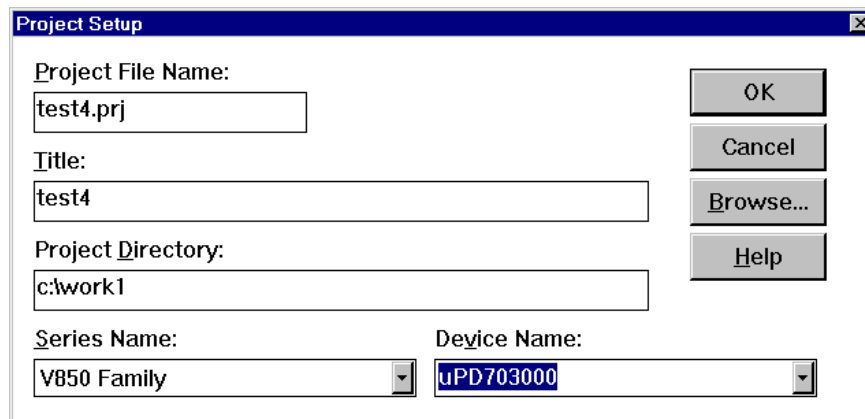 Project Setup
Project File Name:
test4.prj
OK
Title:
Cancel
test4
Browse...
Project Directory:
Help
c:\work1
Series Name:
Device Name:
V850 Family
uPD703000